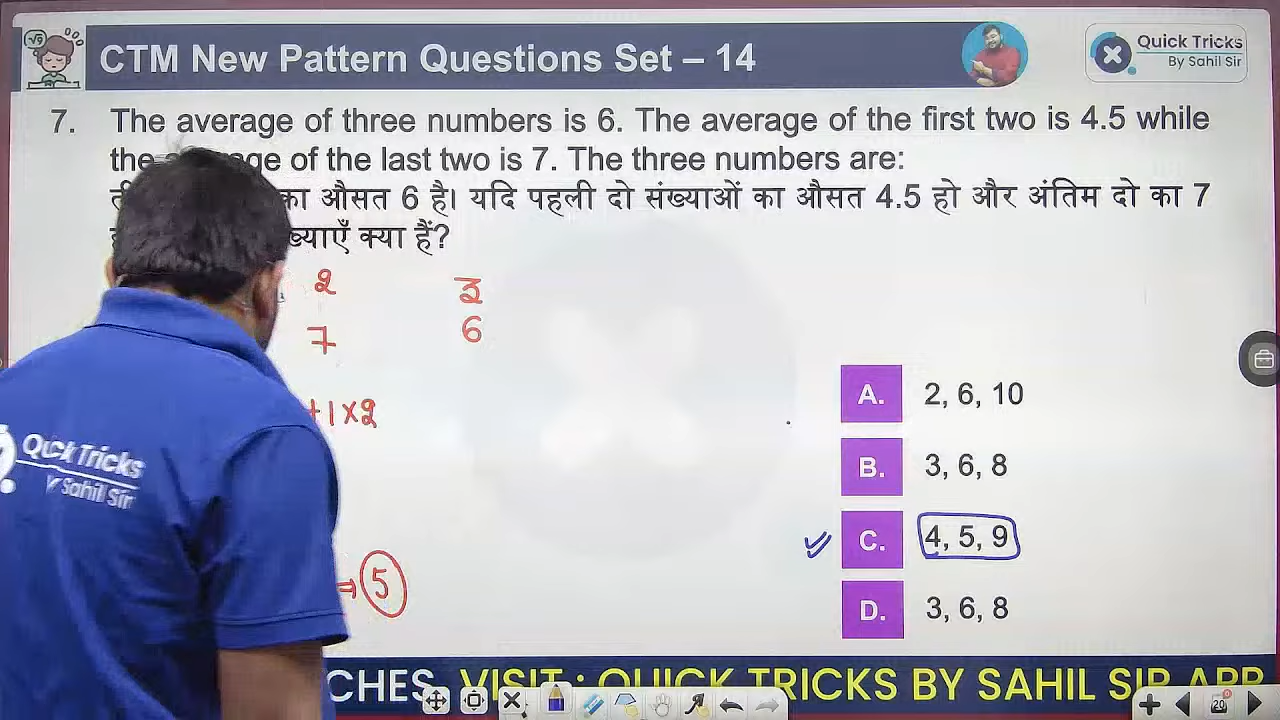 CTM New Pattern Questions Set – 14
Quick Tricks
By Sahil Sir
7. The average of three numbers is 6. The average of the first two is 4.5 while
the of the last two is 7. The three numbers are:
का औसत 6 है। यदि पहली दो संख्याओं का औसत 4.5 हो और अंतिम दो का 7
क्या हैं?
२ 3
7 6
+1×2
=5
A. 2, 6, 10
B. 3, 6, 8
C. 4, 5, 9
D. 3, 6, 8
Quick Tricks
Sahil Sir
VISIT : QUICK TRICKS BY SAHIL SIR APP
20